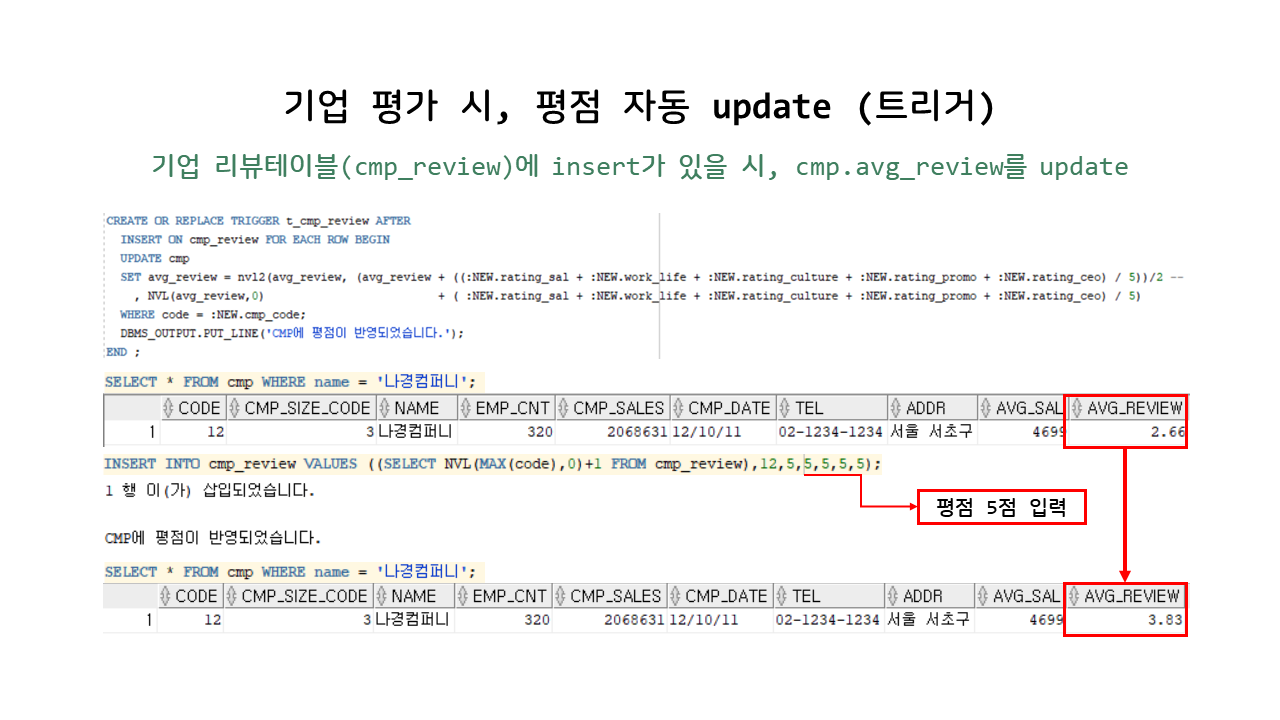 기업 평가 시, 평점 자동 update (트리거)
기업 리뷰테이블(cmp_review)에 insert가 있을 시, cmp.avg_review를 update
CREATE OR REPLACE TRIGGER t_cmp_review AFTER
INSERT ON cmp_review FOR EACH ROW BEGIN
UPDATE cmp
SET avg_review = nvl2(avg_review, (avg_review + ((:NEW.rating_sal + :NEW.work_life + :NEW.rating_culture + :NEW.rating_promo + :NEW.rating_ceo) / 5))/2 --
, NVL(avg_review,0) + ( :NEW.rating_sal + :NEW.work_life + :NEW.rating_culture + :NEW.rating_promo + :NEW.rating_ceo) / 5)
WHERE code = :NEW.cmp_code;
DBMS_OUTPUT.PUT_LINE('CMP에 평점이 반영되었습니다.');
END ;
SELECT * FROM cmp WHERE name = '나경컴퍼니';
CODE CMP_SIZE_CODE NAME EMP_CNT CMP_SALES CMP_DATE TEL ADDR AVG_SAL AVG_REVIEW
1 12 3 나경컴퍼니 320 2068631 12/10/11 02-1234-1234 서울 서초구 4699 2.66
INSERT INTO cmp_review VALUES ((SELECT NVL(MAX(code),0)+1 FROM cmp_review),12,5,5,5,5,5);
1 행 이(가) 삽입되었습니다.
평점 5점 입력
CMP에 평점이 반영되었습니다.
SELECT * FROM cmp WHERE name = '나경컴퍼니';
CODE CMP_SIZE_CODE NAME EMP_CNT CMP_SALES CMP_DATE TEL ADDR AVG_SAL AVG_REVIEW
1 12 3 나경컴퍼니 320 2068631 12/10/11 02-1234-1234 서울 서초구 4699 3.83